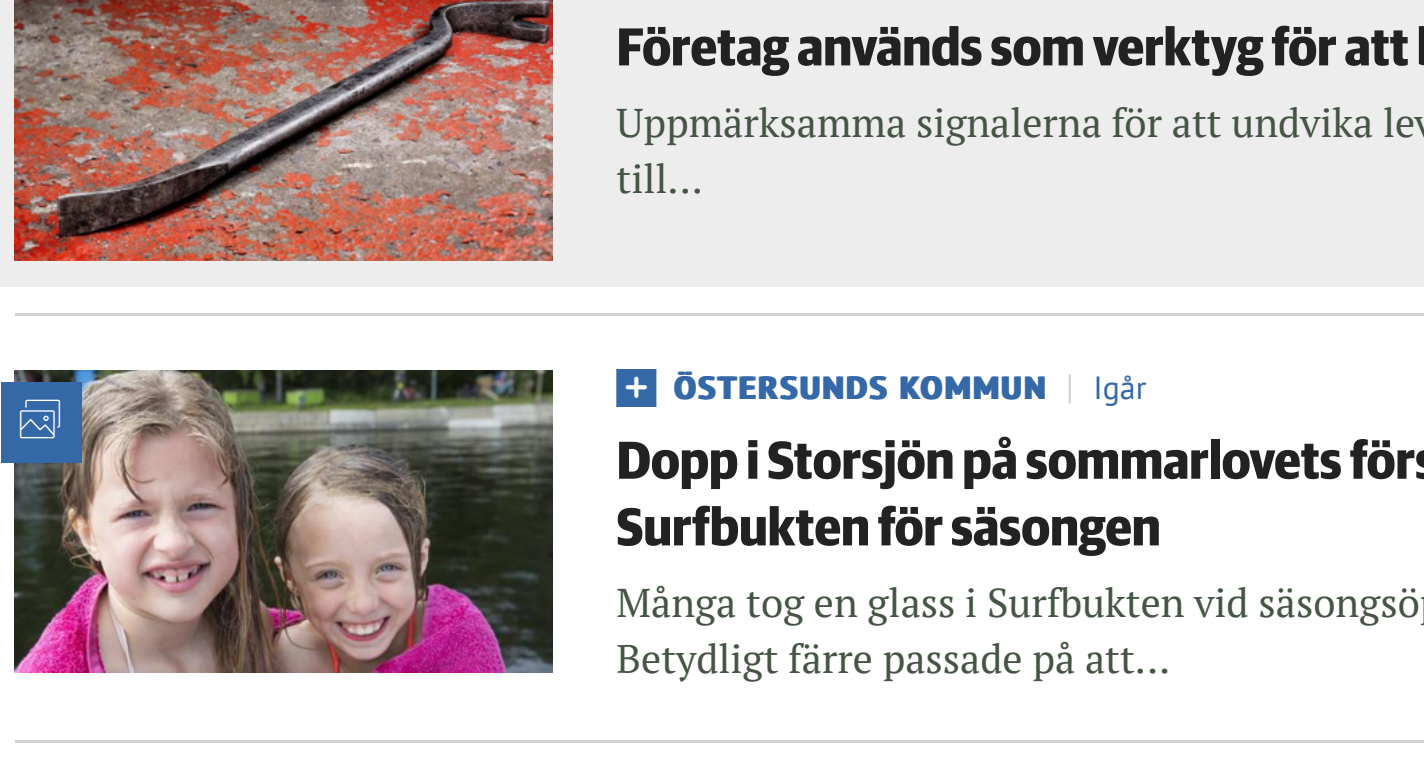 Företag används som verktyg för att
Uppmärksamma signalerna för att undvika
till...
ÖSTERSUNDS KOMMUN | Igår
Dopp i Storsjön på sommarlovets
Surfbukten för säsongen
Många tog en glass i Surfbukten vid
Betydligt färre passade på att...